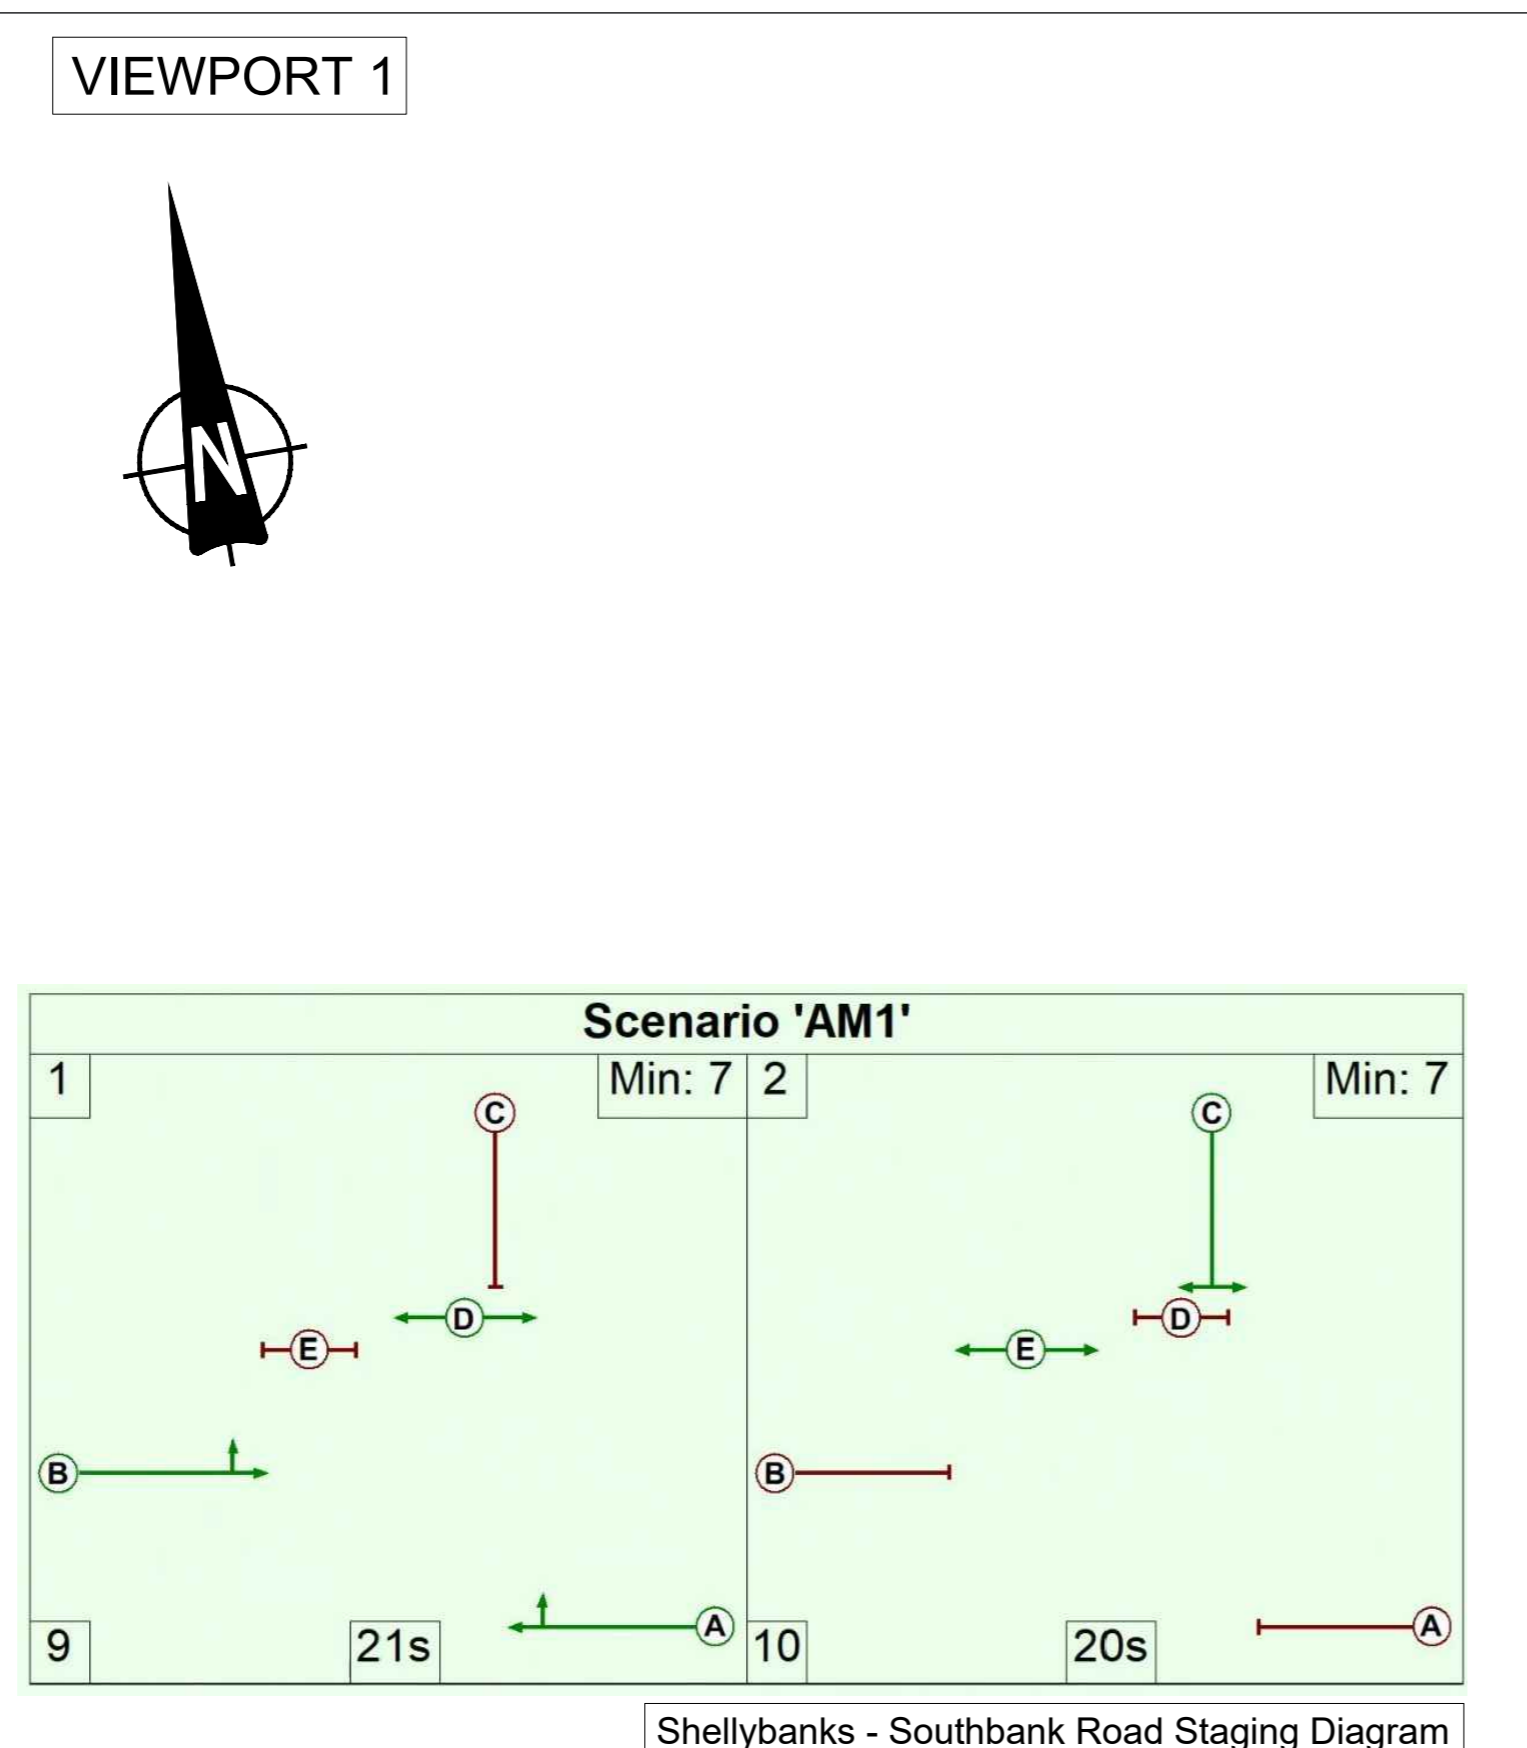 VIEWPORT 1
N
Scenario 'AM1'
1 Min: 7 2 Min: 7
C C
D D
E E
B B
A A
9 21s 10 20s
Shellybanks - Southbank Road Staging Diagram